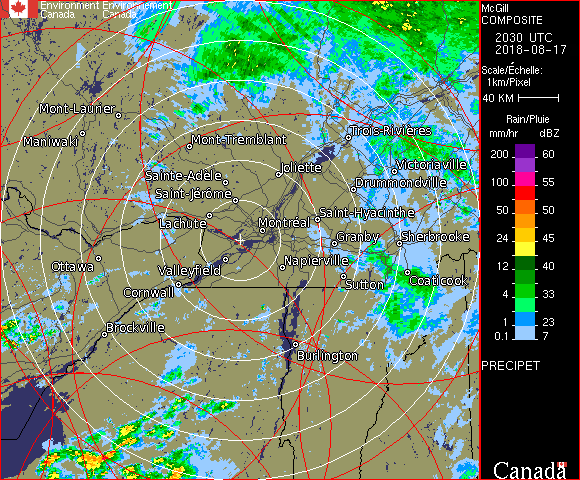 Environment Environnement
Canada Canada
McGill
COMPOSITE
2030 UTC
2018-08-17
Scale/Échelle:
1km/Pixel
40 KM
Rain/Pluie
mm/hr dBZ
200 60
100 55
50 50
24 45
12 40
4 33
1 23
0.1 7
PRECIPET
Canada
Mont-Laurier
Maniwaki
Mont-Tremblant
Trois-Rivières
Victoriaville
Joliette
Sainte-Adèle
Drummondville
Saint-Jérôme
Lachute
Saint-Hyacinthe
Montréal
Granby
Sherbrooke
Ottawa
Valleyfield
Napierville
Cornwall
Sutton
Coaticook
Brockville
Burlington